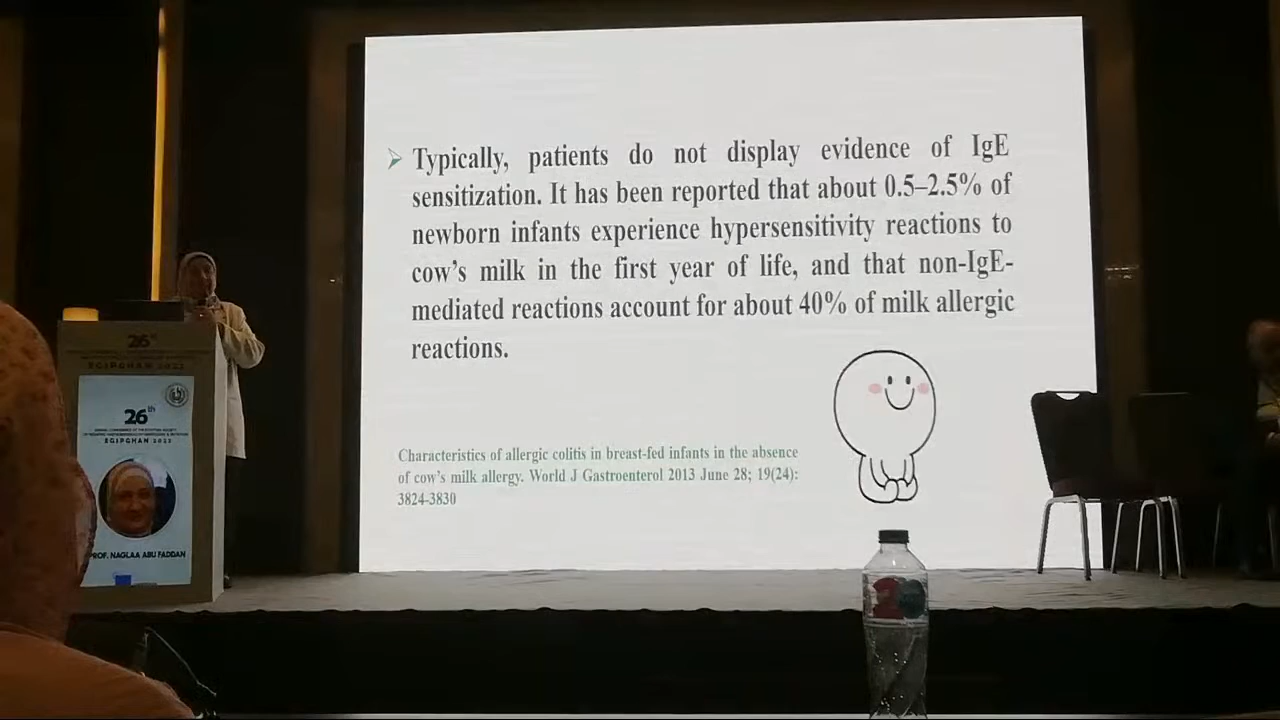 Typically, patients do not display evidence of IgE
sensitization. It has been reported that about 0.5–2.5% of
newborn infants experience hypersensitivity reactions to
cow's milk in the first year of life, and that non-IgE-
mediated reactions account for about 40% of milk allergic
reactions.
Characteristics of allergic colitis in breast-fed infants in the absence
of cow's milk allergy. World J Gastroenterol 2013 June 28; 19(24):
3824-3830
26th
EGIPGHAN 2022
26th
EGIPGHAN 2022
PROF. NAGLAA ABU FADDAN